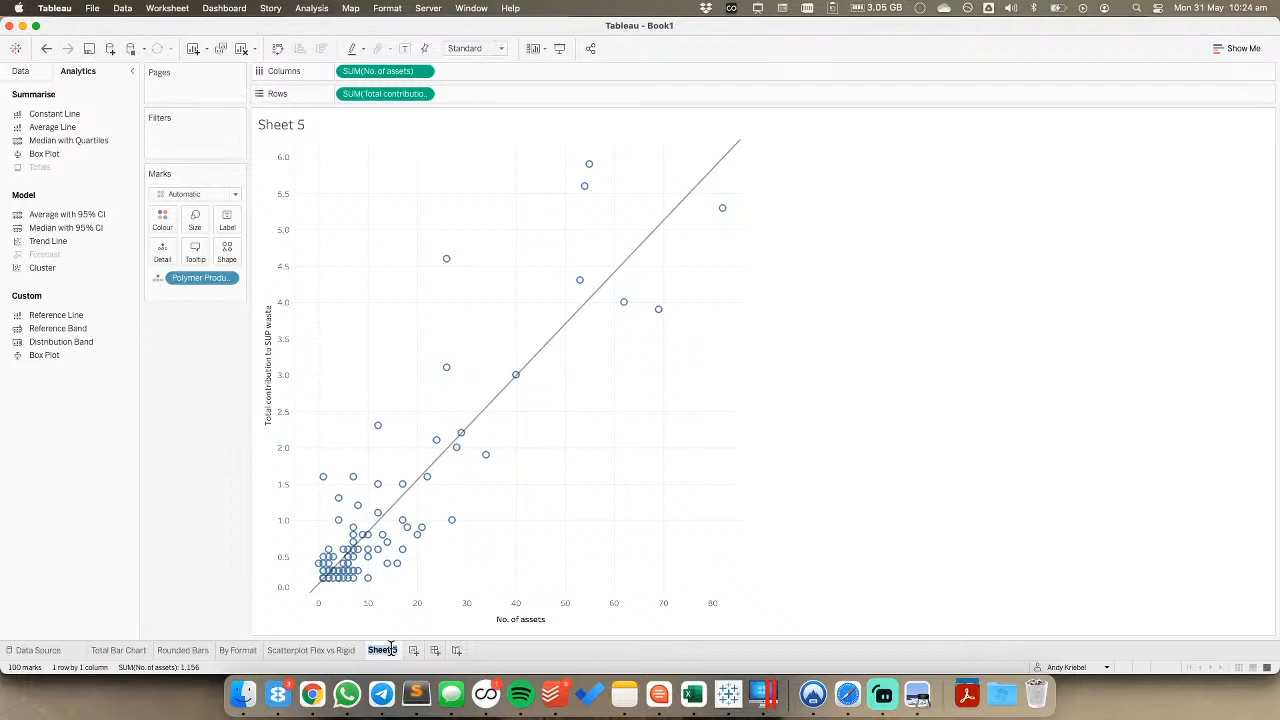 Tableau File Data Worksheet Dashboard Story Analysis Map Format Server Window Help 3.05 GB Mon 31 May 10:24 am
Tableau - Book1
Standard Show Me
Data Analytics Pages Columns SUM(No. of assets)
Summarise Rows SUM(Total contributio..
Constant Line
Average Line
Median with Quartiles
Box Plot
Totals
Filters
Sheet 5
Marks
Automatic
Colour Size Label
Detail Tooltip Shape
Polymer Produ..
Model
Average with 95% CI
Median with 95% CI
Trend Line
Forecast
Cluster
Custom
Reference Line
Reference Band
Distribution Band
Box Plot
Total contribution to SUP waste
6.0
5.5
5.0
4.5
4.0
3.5
3.0
2.5
2.0
1.5
1.0
0.5
0.0
0 10 20 30 40 50 60 70 80
No. of assets
Data Source Total Bar Chart Rounded Bars By Format Scatterplot Flex vs Rigid Sheet 5
100 marks 1 row by 1 column SUM(No. of assets): 1,156 Andy Kriebel